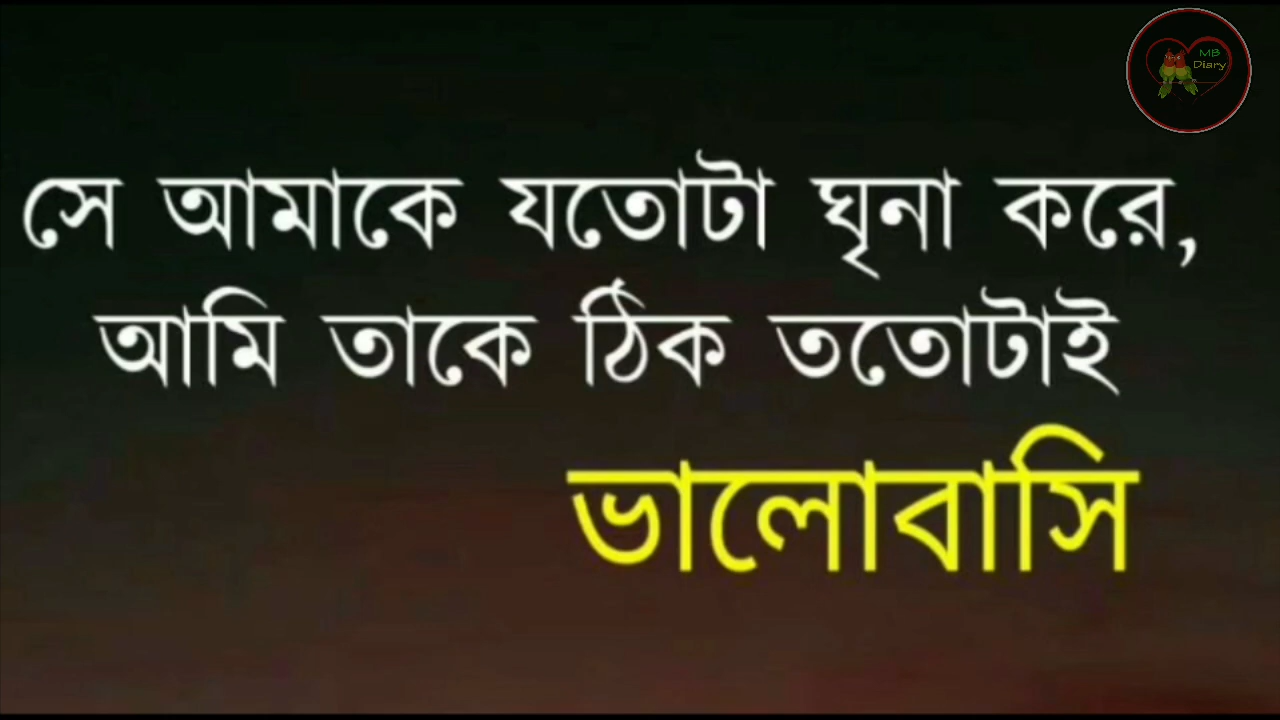 MB
Diary
সে আমাকে যতোটা ঘৃনা করে,
আমি তাকে ঠিক ততোটাই
ভালোবাসি